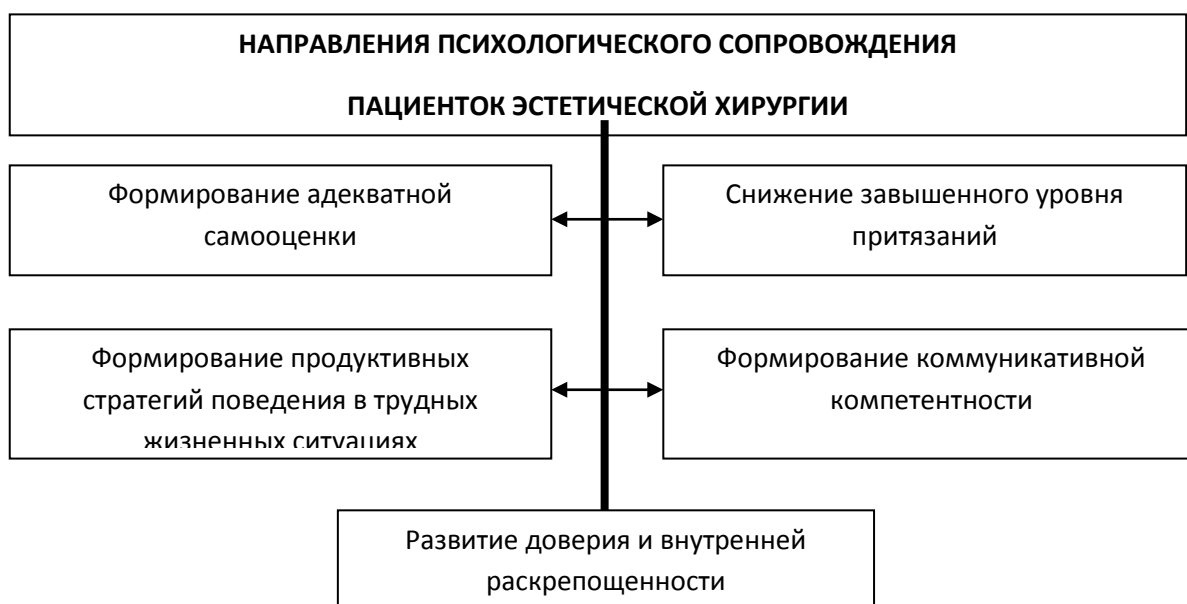 НАПРАВЛЕНИЯ ПСИХОЛОГИЧЕСКОГО СОПРОВОЖДЕНИЯ
ПАЦИЕНТОК ЭСТЕТИЧЕСКОЙ ХИРУРГИИ
Формирование адекватной
самооценки
Снижение завышенного уровня
притязаний
Формирование продуктивных
стратегий поведения в трудных
жизненных ситуациях
Формирование коммуникативной
компетентности
Развитие доверия и внутренней
раскрепощенности